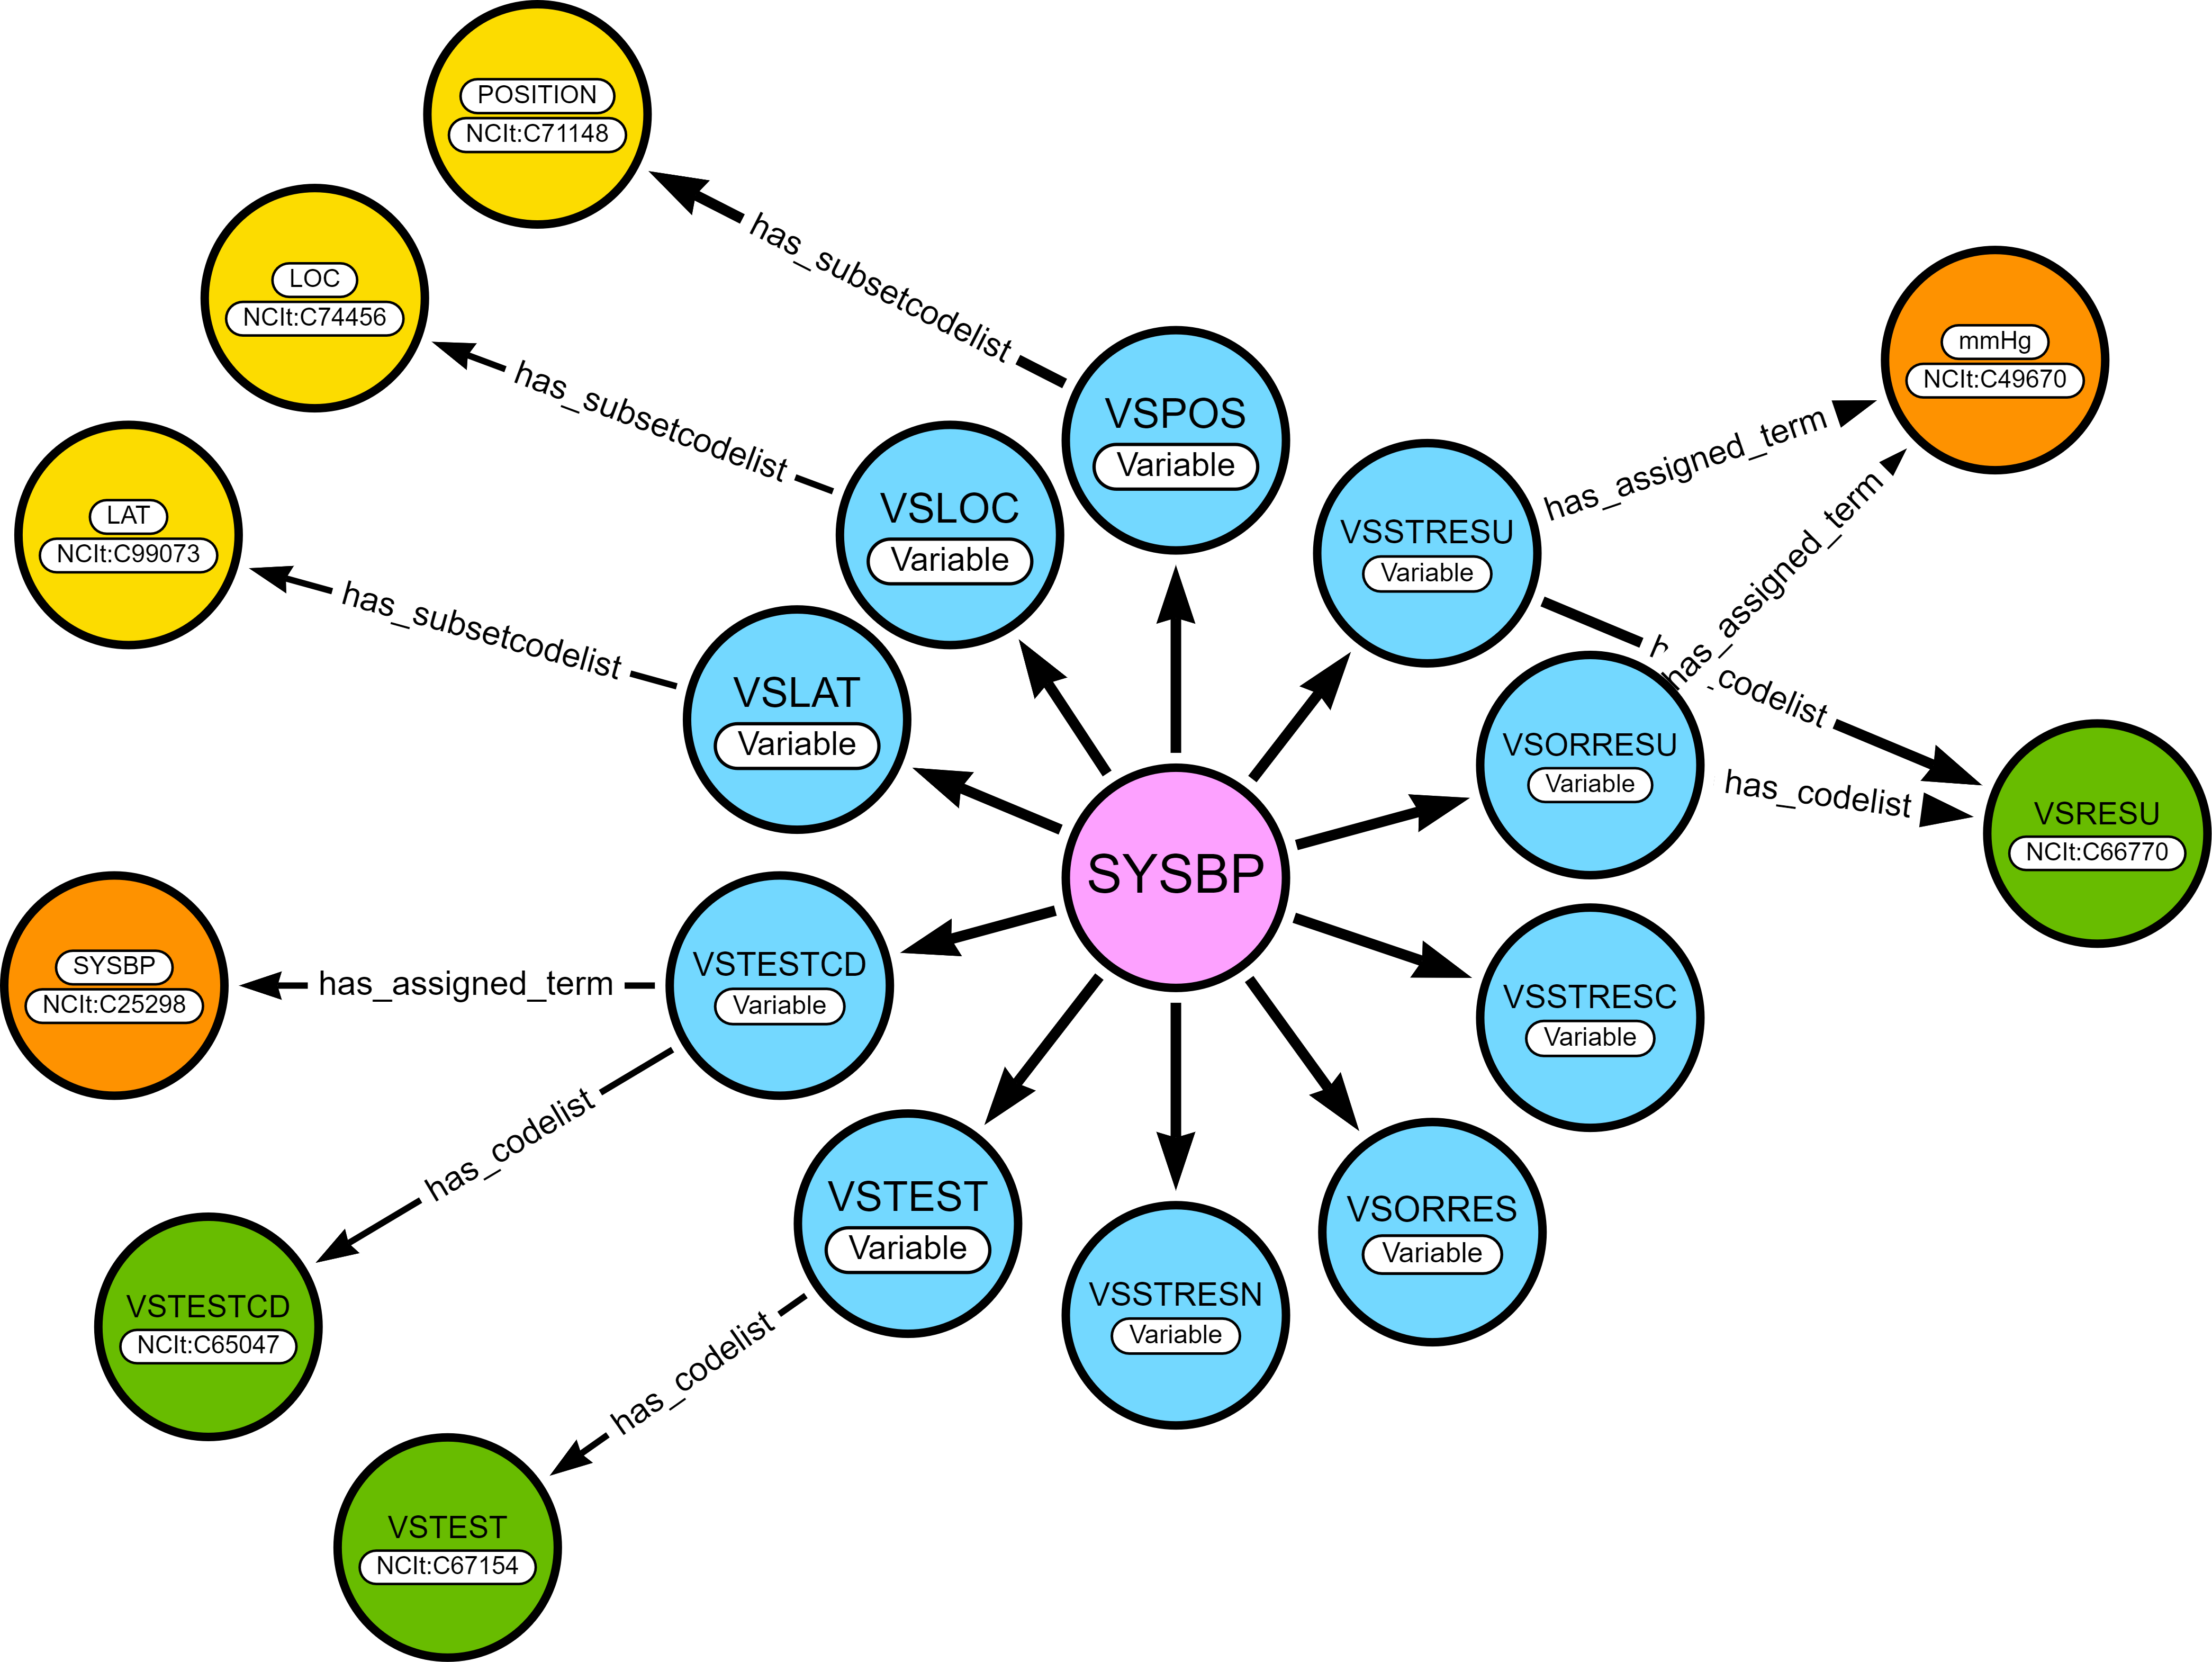 POSITION
NCIt:C71148
has_subsetcodelist
LOC
NCIt:C74456
has_subsetcodelist
LAT
NCIt:C99073
has_subsetcodelist
VSPOS
Variable
VSLOC
Variable
VSLAT
Variable
VSSTRESU
Variable
has_assigned_term
mmHg
NCIt:C49670
has_assigned_term
codelist
VSORRESU
Variable
has_codelist
VSRESU
NCIt:C66770
SYSBP
SYSBP
NCIt:C25298
has_assigned_term
VSTESTCD
Variable
VSSTRESC
Variable
has_codelist
VSTESTCD
NCIt:C65047
VSTEST
Variable
VSSTRESN
Variable
VSORRES
Variable
has_codelist
VSTEST
NCIt:C67154